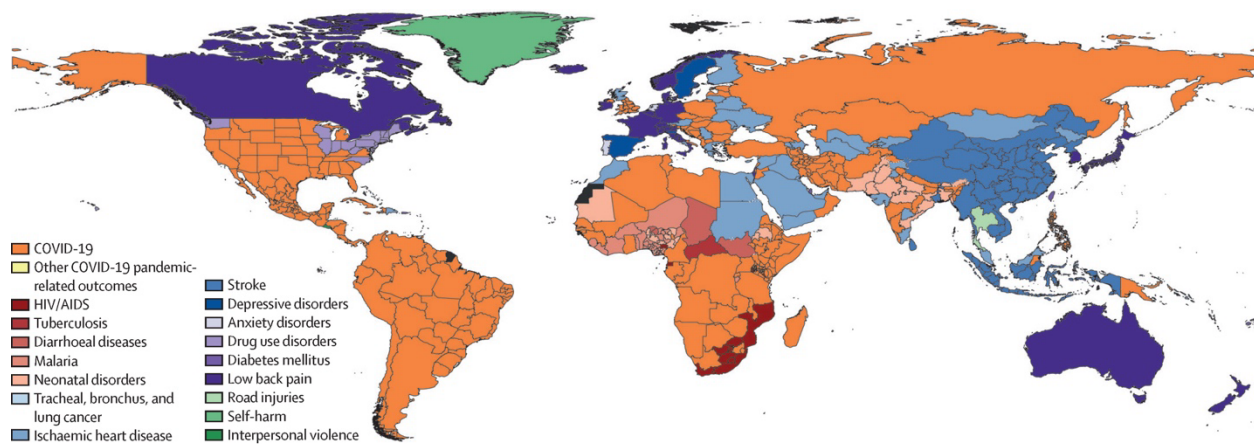 COVID-19
Other COVID-19 pandemic-
related outcomes
HIV/AIDS
Tuberculosis
Diarrhoeal diseases
Malaria
Neonatal disorders
Tracheal, bronchus, and
lung cancer
Ischaemic heart disease
Stroke
Depressive disorders
Anxiety disorders
Drug use disorders
Diabetes mellitus
Low back pain
Road injuries
Self-harm
Interpersonal violence